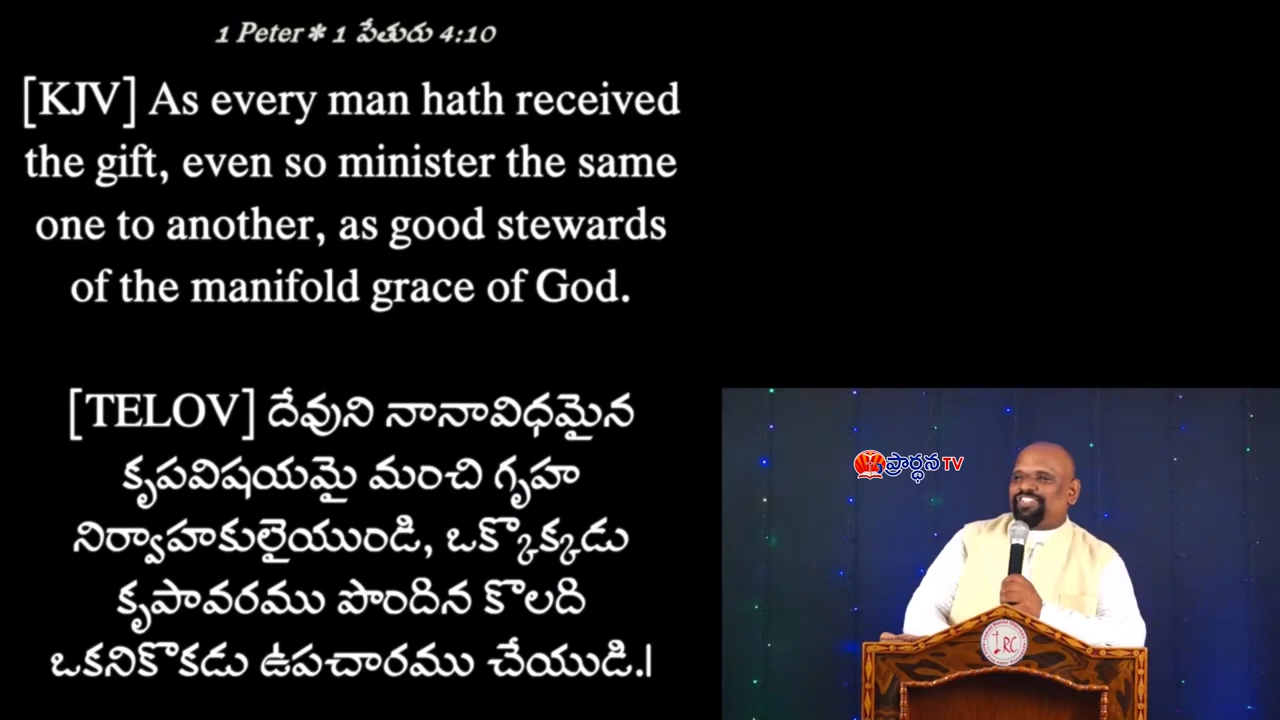 1 Peter * 1 పేతురు 4:10
[KJV] As every man hath received
the gift, even so minister the same
one to another, as good stewards
of the manifold grace of God.
[TELOV] దేవుని నానావిధమైన
కృపవిషయమై మంచి గృహ
నిర్వాహకులైయుండి, ఒక్కొక్కడు
కృపావరము పొందిన కొలది
ఒకనికొకడు ఉపచారము చేయుడి.|
ప్రార్ధన TV
IRC